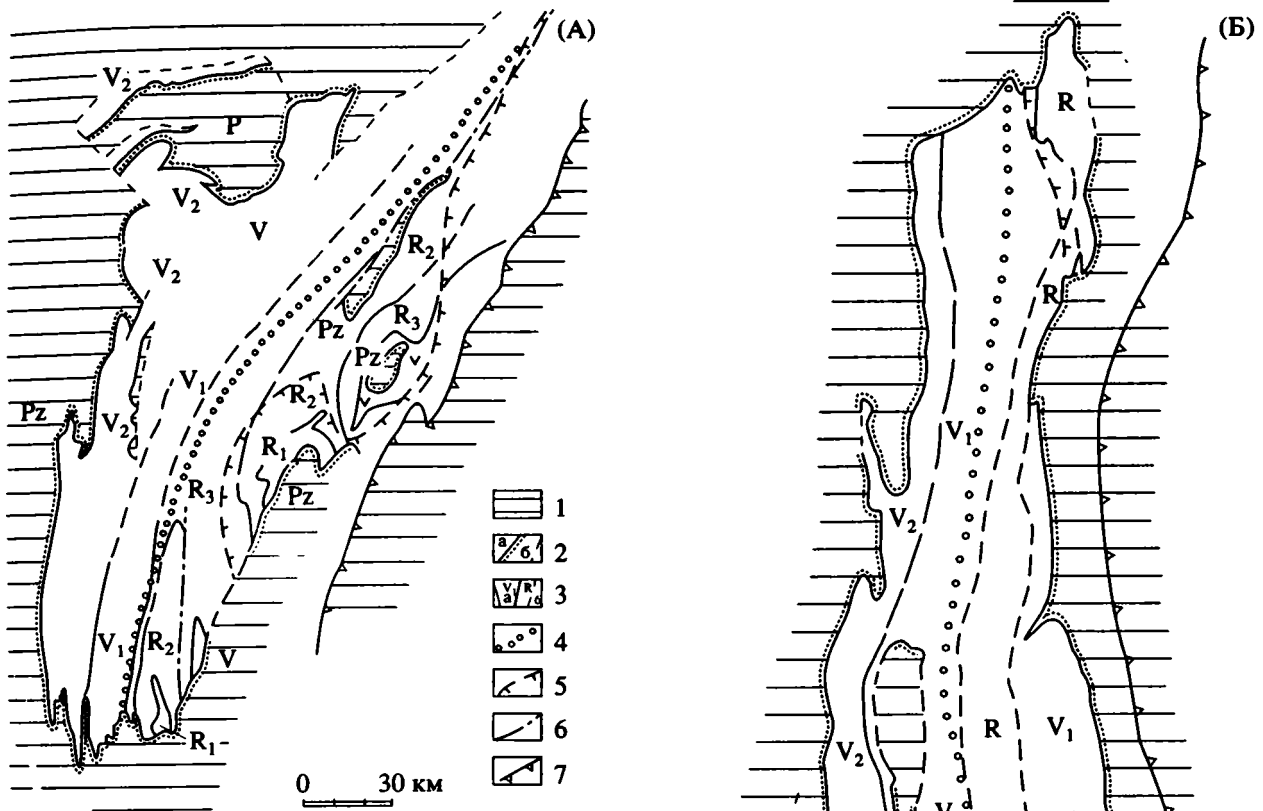 (А)
V₂
P
V₂
V
V₂
R₂
R₃
Pz
Pz
V₁
R₂
Pz
V₂
R₁
R₃
Pz
V₁
R₂
V
R₁
1
а б 2
V а R б 3
4
5
6
7
0 30 км
(Б)
R
R
V₁
V₂
V₂
R
V₁